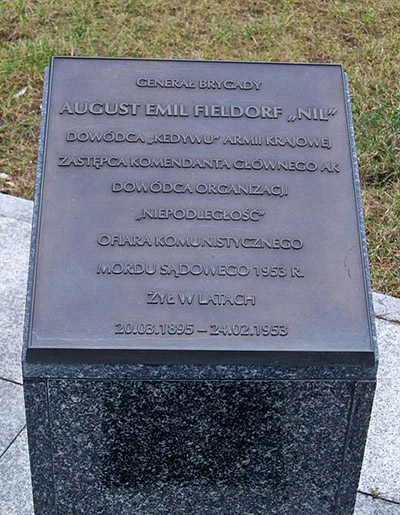 GENERAŁ BRYGADY
AUGUST EMIL FIELDORF „NIL”
DOWÓDCA „KEDYWU” ARMII KRAJOWEJ
ZASTĘPCA KOMENDANTA GŁÓWNEGO AK
DOWÓDCA ORGANIZACJI
„NIEPODLEGŁOŚĆ”
OFIARA KOMUNISTYCZNEGO
MORDU SĄDOWEGO 1953 R.
ŻYŁ W LATACH
20.03.1895 – 24.02.1953